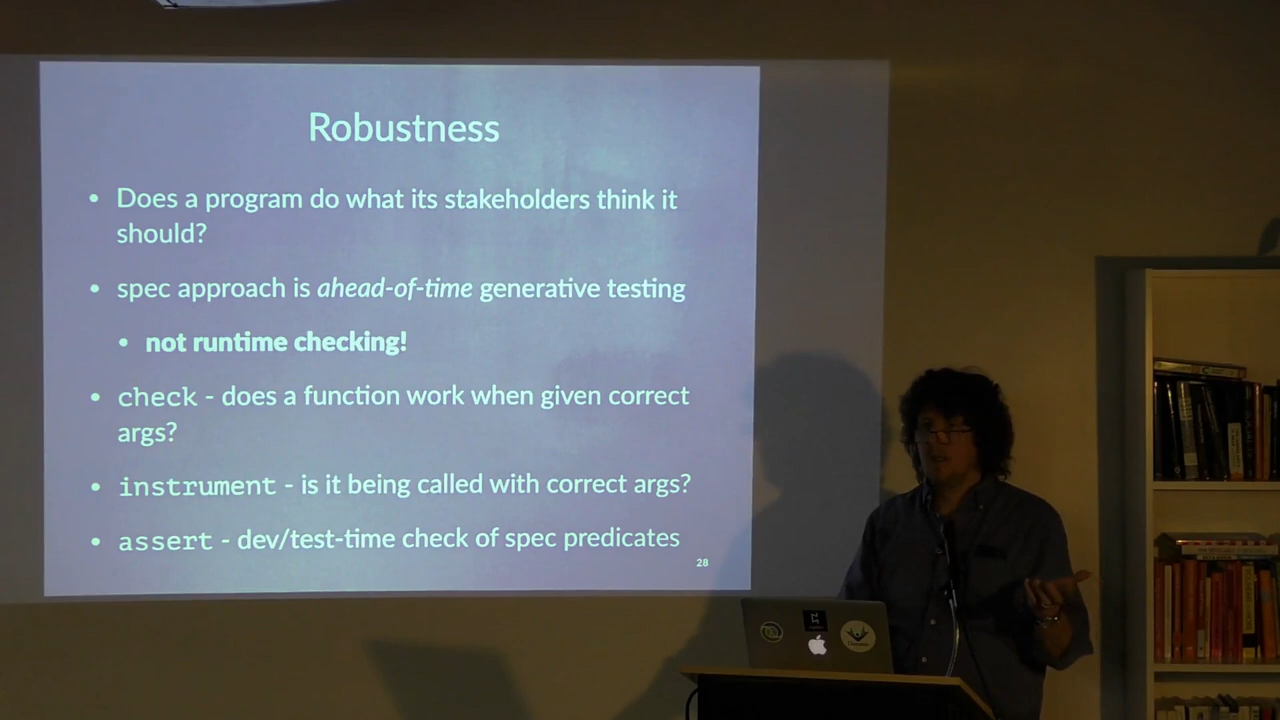 Robustness
• Does a program do what its stakeholders think it
should?
• spec approach is ahead-of-time generative testing
• not runtime checking!
• check - does a function work when given correct
args?
• instrument - is it being called with correct args?
• assert - dev/test-time check of spec predicates
28